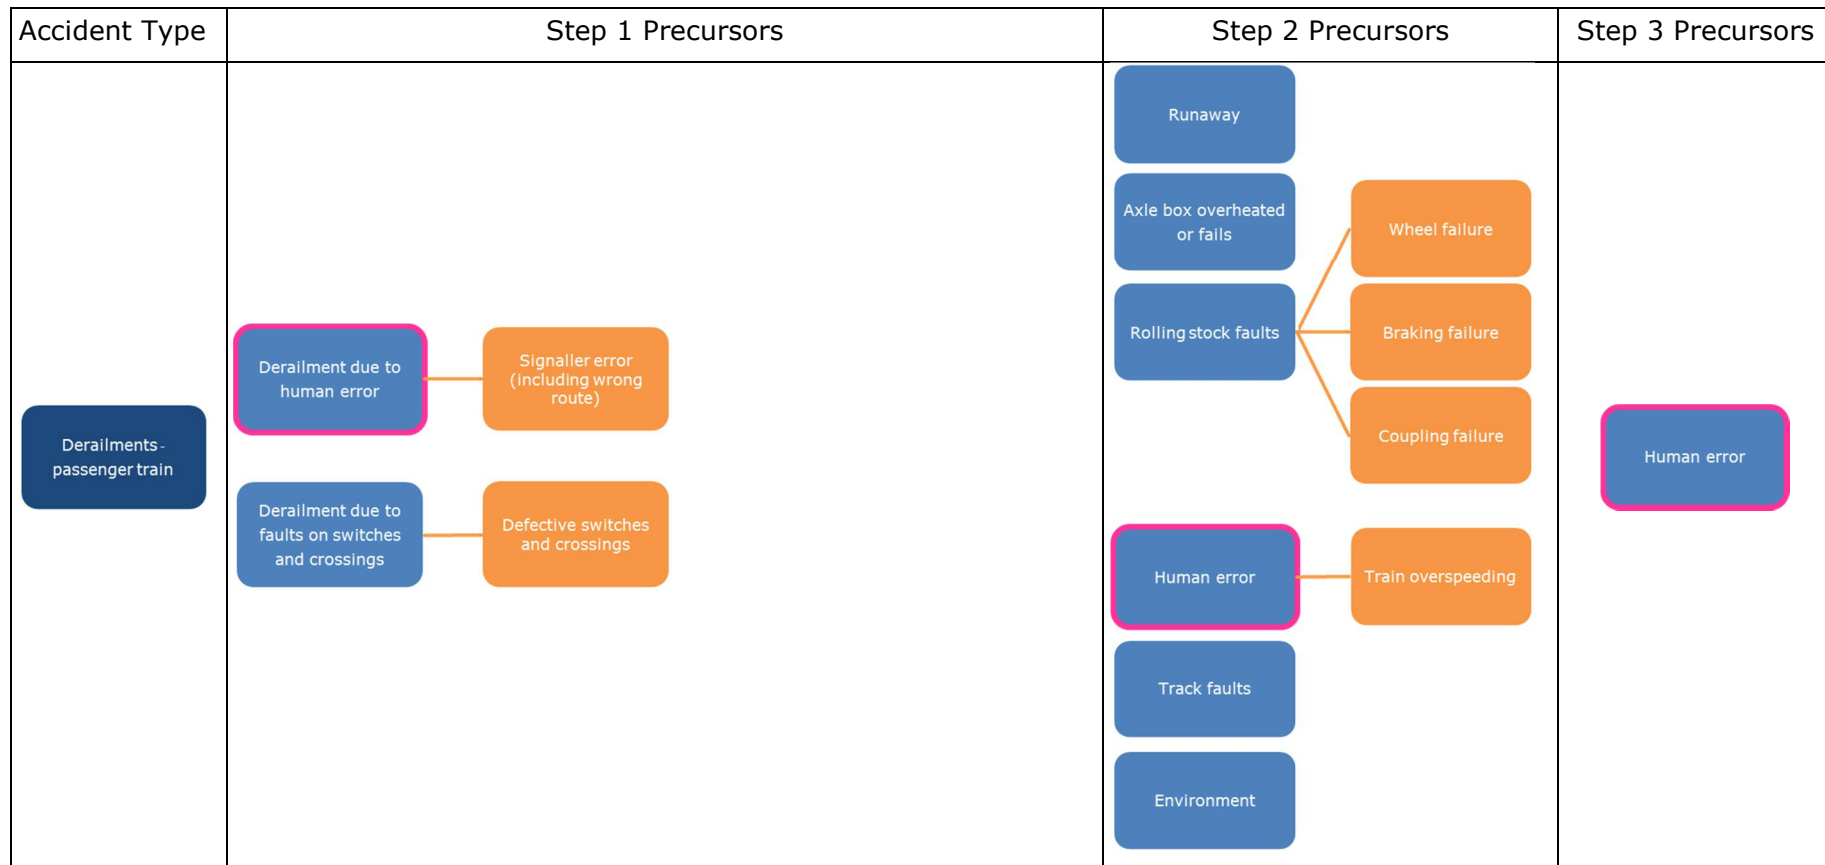 Accident Type
Step 1 Precursors
Step 2 Precursors
Step 3 Precursors
Derailments -
passenger train
Derailment due to
human error
Signaller error
(including wrong
route)
Derailment due to
faults on switches
and crossings
Defective switches
and crossings
Runaway
Axle box overheated
or fails
Rolling stock faults
Wheel failure
Braking failure
Coupling failure
Human error
Train overspeeding
Track faults
Environment
Human error